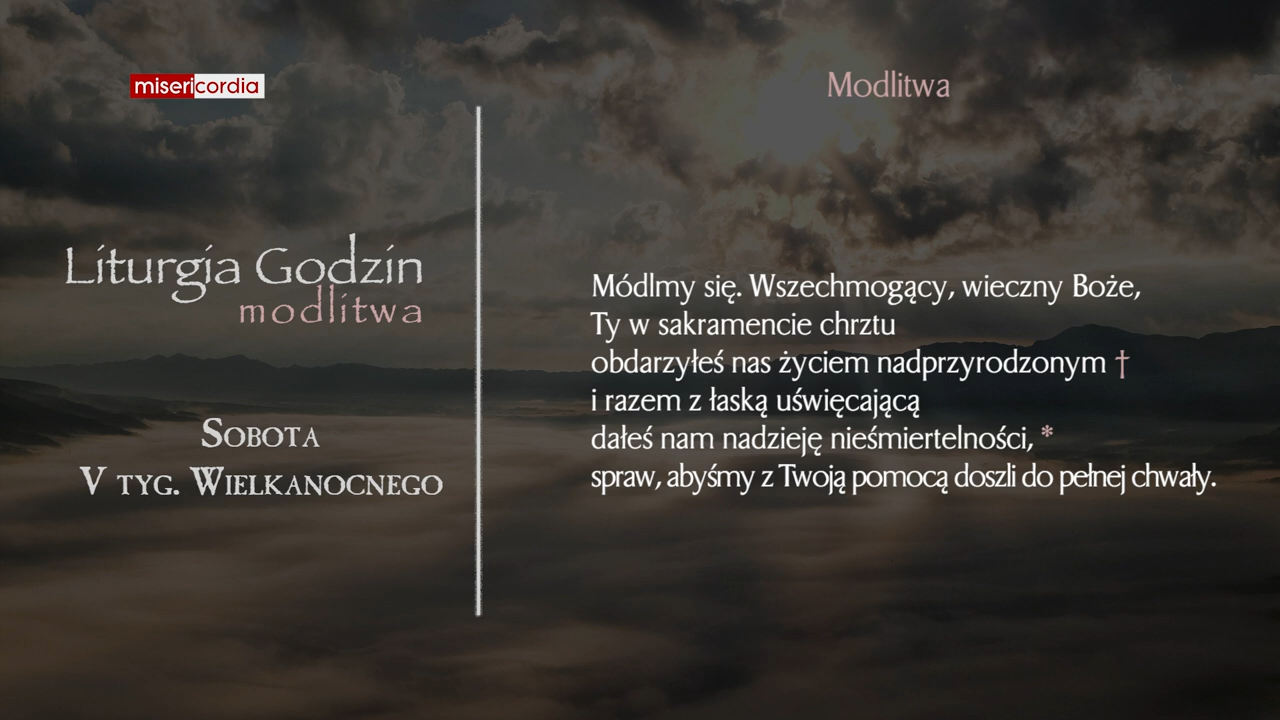 misericordia
Liturgia Godzin
modlitwa
Sobota
V tyg. Wielkanocnego
Modlitwa
Módlmy się. Wszechmogący, wieczny Boże,
Ty w sakramencie chrztu
obdarzyłeś nas życiem nadprzyrodzonym †
i razem z łaską uświęcającą
dałeś nam nadzieję nieśmiertelności, *
spraw, abyśmy z Twoją pomocą doszli do pełnej chwały.